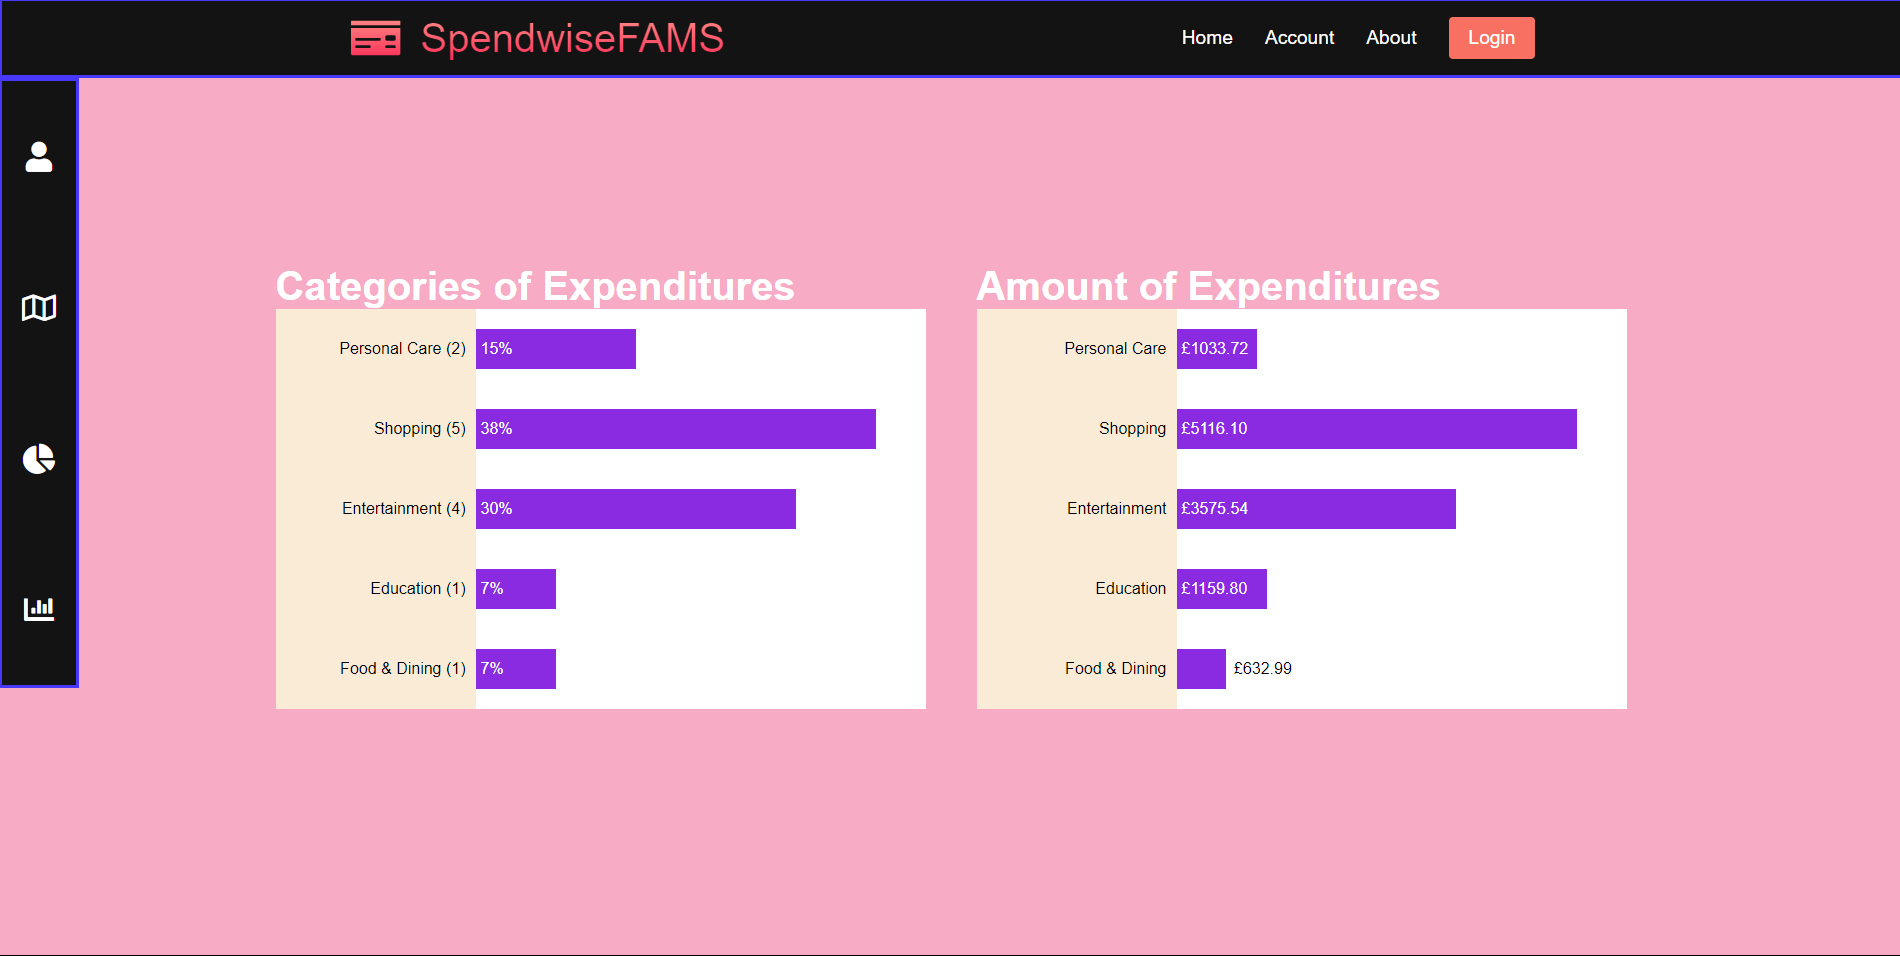 SpendwiseFAMS
Home Account About Login
Categories of Expenditures
Personal Care (2) 15%
Shopping (5) 38%
Entertainment (4) 30%
Education (1) 7%
Food & Dining (1) 7%
Amount of Expenditures
Personal Care £1033.72
Shopping £5116.10
Entertainment £3575.54
Education £1159.80
Food & Dining £632.99